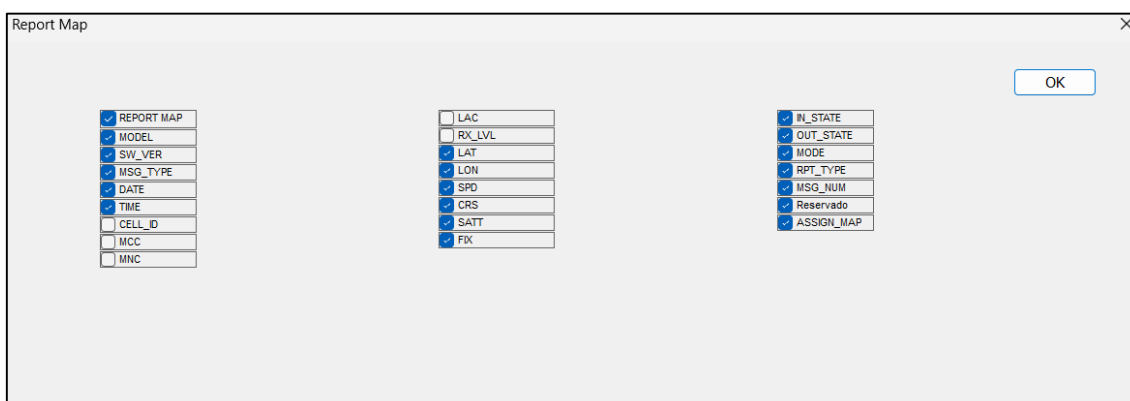 Report Map
OK
REPORT MAP
MODEL
SW_VER
MSG_TYPE
DATE
TIME
CELL_ID
MCC
MNC
LAC
RX_LVL
LAT
LON
SPD
CRS
SATT
FIX
IN_STATE
OUT_STATE
MODE
RPT_TYPE
MSG_NUM
Reservado
ASSIGN_MAP